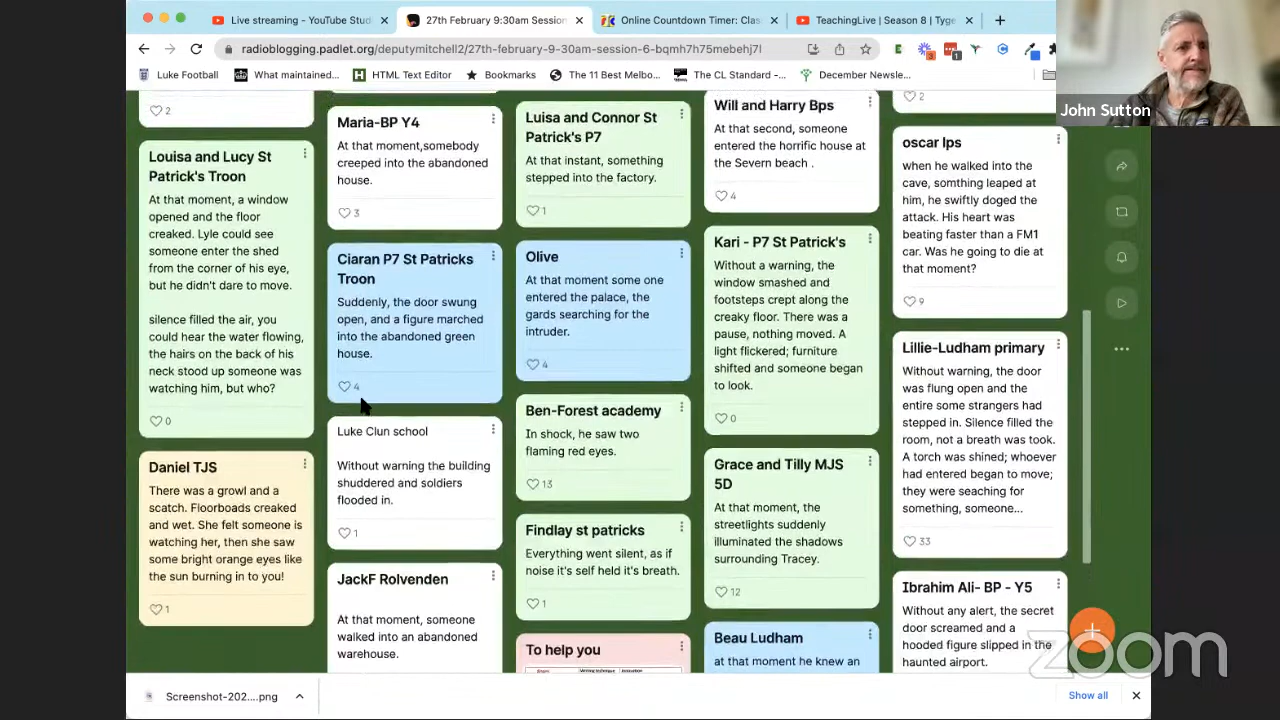 Live streaming - YouTube Stud
27th February 9:30am Session
Online Countdown Timer: Clas
TeachingLive | Season 8 | Tyge
radioblogging.padlet.org/deputymitchell2/27th-february-9-30am-session-6-bqmh7h75mebehj7l
Luke Football
What maintained...
HTML Text Editor
Bookmarks
The 11 Best Melbo...
The CL Standard -...
December Newsle...
John Sutton
2
Louisa and Lucy St
Patrick's Troon
At that moment, a window
opened and the floor
creaked. Lyle could see
someone enter the shed
from the corner of his eye,
but he didn't dare to move.
silence filled the air, you
could hear the water flowing,
the hairs on the back of his
neck stood up someone was
watching him, but who?
0
Daniel TJS
There was a growl and a
scatch. Floorboads creaked
and wet. She felt someone is
watching her, then she saw
some bright orange eyes like
the sun burning in to you!
1
Maria-BP Y4
At that moment,somebody
creeped into the abandoned
house.
3
Ciaran P7 St Patricks
Troon
Suddenly, the door swung
open, and a figure marched
into the abandoned green
house.
4
Luke Clun school
Without warning the building
shuddered and soldiers
flooded in.
1
JackF Rolvenden
At that moment, someone
walked into an abandoned
warehouse.
Luisa and Connor St
Patrick's P7
At that instant, something
stepped into the factory.
1
Olive
At that moment some one
entered the palace, the
gards searching for the
intruder.
4
Ben-Forest academy
In shock, he saw two
flaming red eyes.
13
Findlay st patricks
Everything went silent, as if
noise it's self held it's breath.
1
To help you
Will and Harry Bps
At that second, someone
entered the horrific house at
the Severn beach .
4
Kari - P7 St Patrick's
Without a warning, the
window smashed and
footsteps crept along the
creaky floor. There was a
pause, nothing moved. A
light flickered; furniture
shifted and someone began
to look.
0
Grace and Tilly MJS
5D
At that moment, the
streetlights suddenly
illuminated the shadows
surrounding Tracey.
12
Beau Ludham
at that moment he knew an
2
oscar lps
when he walked into the
cave, somthing leaped at
him, he swiftly doged the
attack. His heart was
beating faster than a FM1
car. Was he going to die at
that moment?
9
Lillie-Ludham primary
Without warning, the door
was flung open and the
entire some strangers had
stepped in. Silence filled the
room, not a breath was took.
A torch was shined; whoever
had entered began to move;
they were seaching for
something, someone...
33
Ibrahim Ali- BP - Y5
Without any alert, the secret
door screamed and a
hooded figure slipped in the
haunted airport.
zoom
Screenshot-202....png
Show all